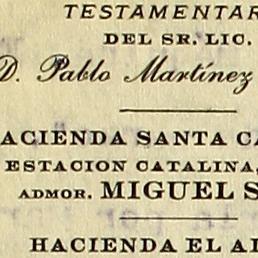 TESTAMENTAR
DEL SR. LIC.
D. Pablo Martínez
ACIENDA SANTA CA
ESTACION CATALINA,
ADMOR. MIGUEL S
HACIENDA EL AL